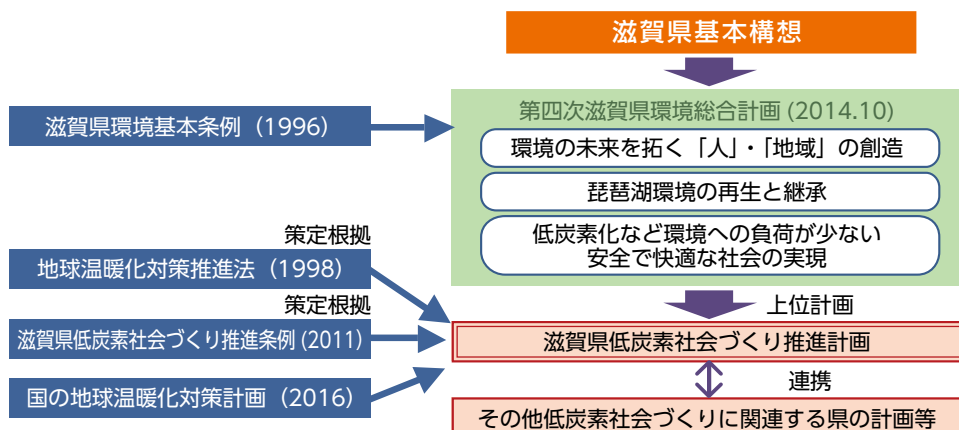 滋賀県基本構想
第四次滋賀県環境総合計画(2014.10)
滋賀県環境基本条例（1996）
環境の未来を拓く「人」・「地域」の創造
琵琶湖環境の再生と継承
低炭素化など環境への負荷が少ない
安全で快適な社会の実現
策定根拠
地球温暖化対策推進法（1998）
上位計画
策定根拠
滋賀県低炭素社会づくり推進条例(2011)
滋賀県低炭素社会づくり推進計画
国の地球温暖化対策計画（2016）
連携
その他低炭素社会づくりに関連する県の計画等